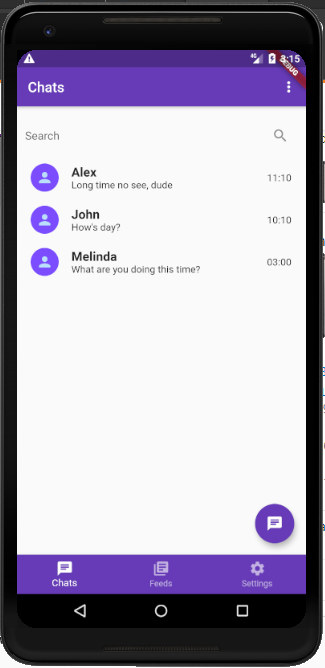 4G 3:15
DEBUG
Chats
Search
Alex
Long time no see, dude
11:10
John
How's day?
10:10
Melinda
What are you doing this time?
03:00
Chats
Feeds
Settings